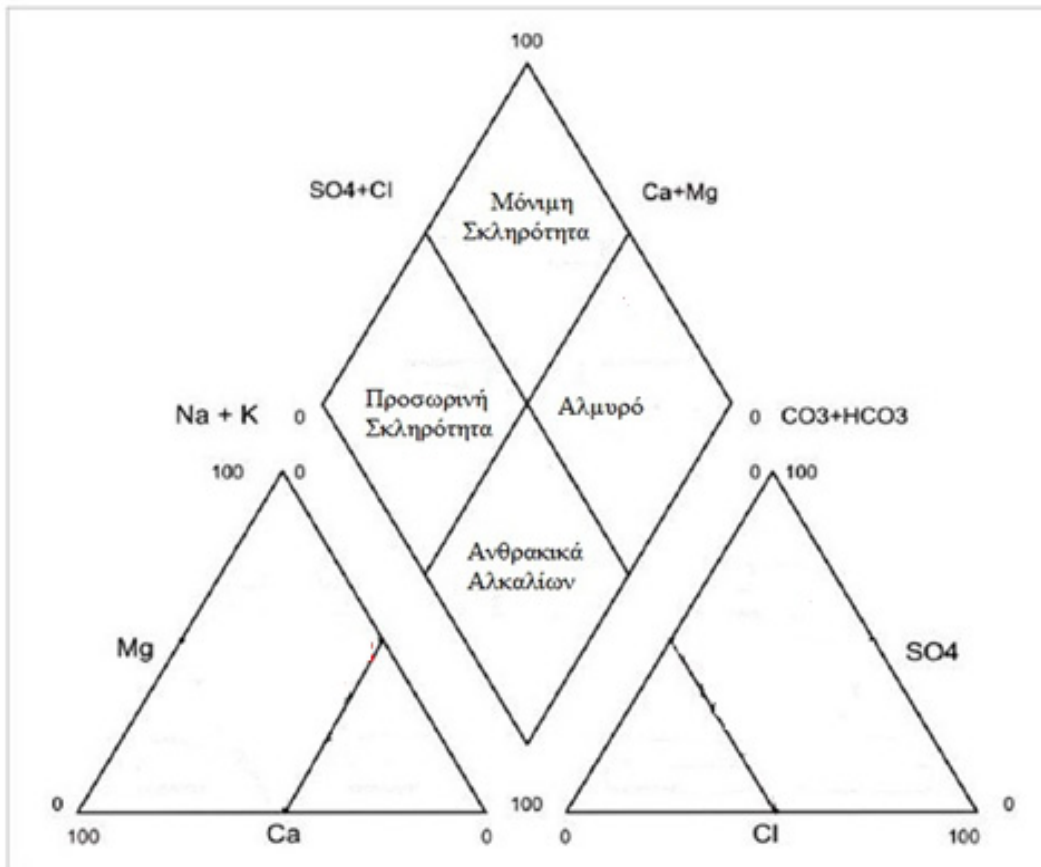 100
SO4+Cl
Ca+Mg
Μόνιμη
Σκληρότητα
Προσωρινή
Σκληρότητα
Αλμυρό
Na + K
0
0
CO3+HCO3
100
0
0
100
Ανθρακικά
Αλκαλίων
Mg
SO4
0
100
0
100
Ca
0
0
Cl
100